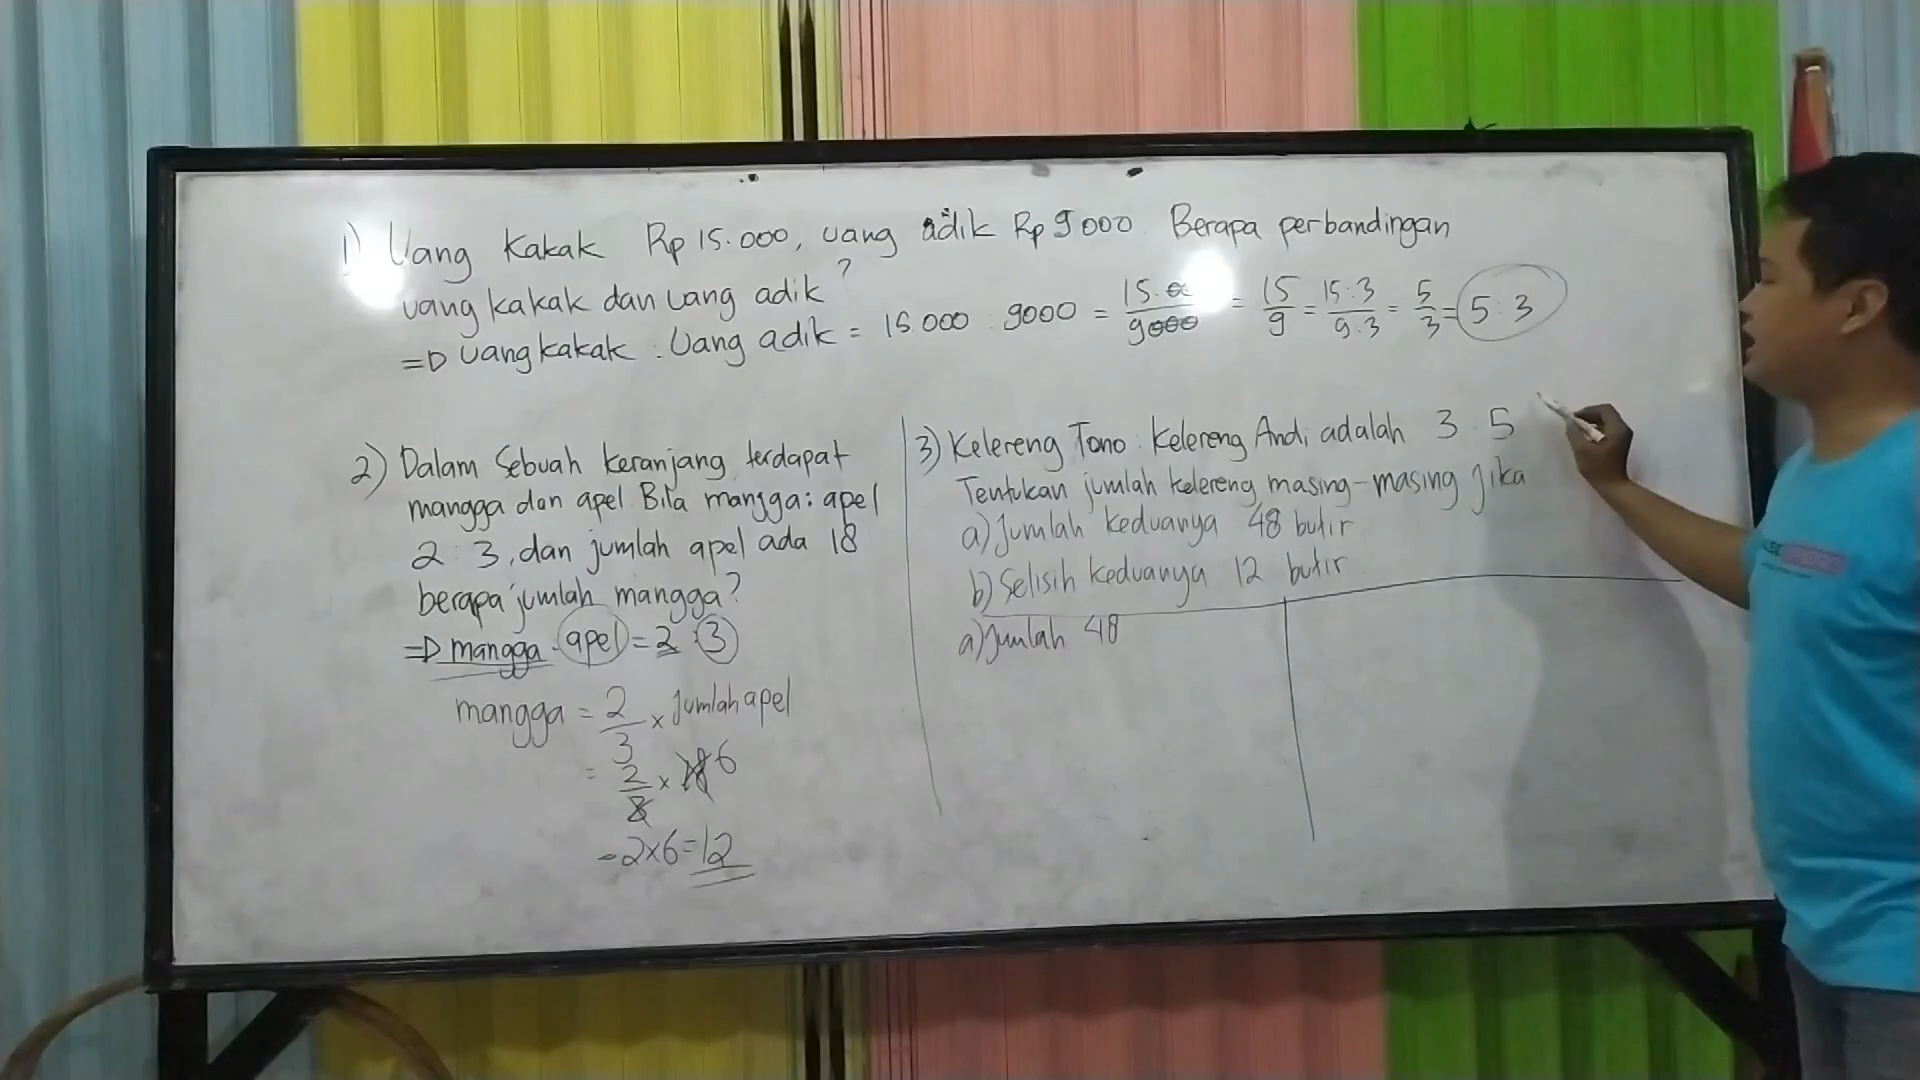 1) Uang Kakak Rp 15.000, uang adik Rp 9000 Berapa perbandingan
uang kakak dan uang adik ?
=D Uang kakak : Uang adik = 15.000 : 9000 = 15.000/9000 = 15/9 = 15:3/9:3 = 5/3 = 5:3
2) Dalam Sebuah keranjang terdapat
mangga dan apel Bila mangga : apel
2 : 3, dan jumlah apel ada 18
berapa jumlah mangga?
=D mangga : apel = 2 : 3
mangga = 2/3 x jumlah apel
= 2/3 x 18 6
= 2x6 = 12
3) Kelereng Tono : Kelereng Andi adalah 3 : 5
Tentukan jumlah kelereng masing-masing jika
a) Jumlah keduanya 48 butir
b) Selisih keduanya 12 butir
a) Jumlah 48